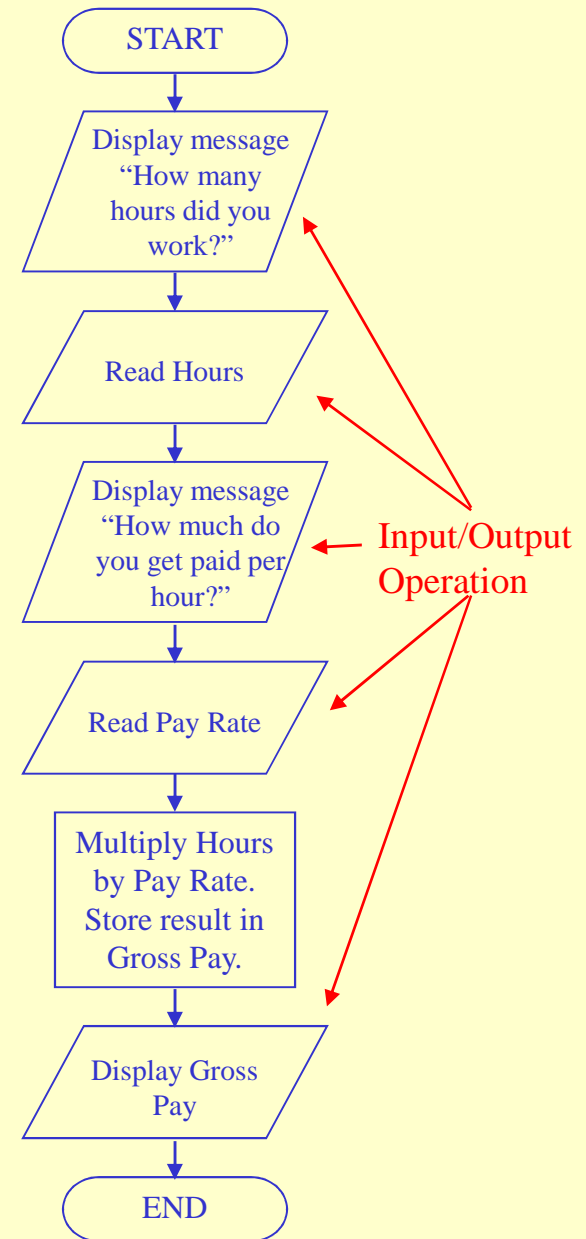 START
Display message
“How many
hours did you
work?”
Read Hours
Display message
“How much do
you get paid per
hour?”
Input/Output
Operation
Read Pay Rate
Multiply Hours
by Pay Rate.
Store result in
Gross Pay.
Display Gross
Pay
END